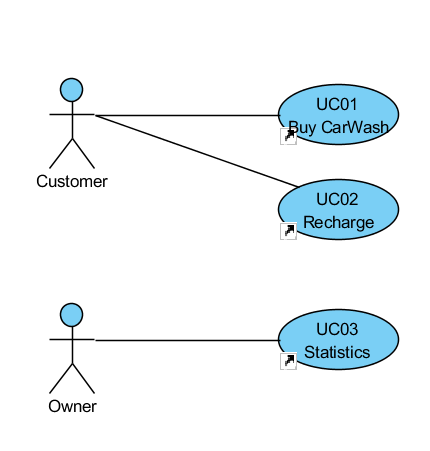 UC01
Buy CarWash
Customer
UC02
Recharge
UC03
Statistics
Owner